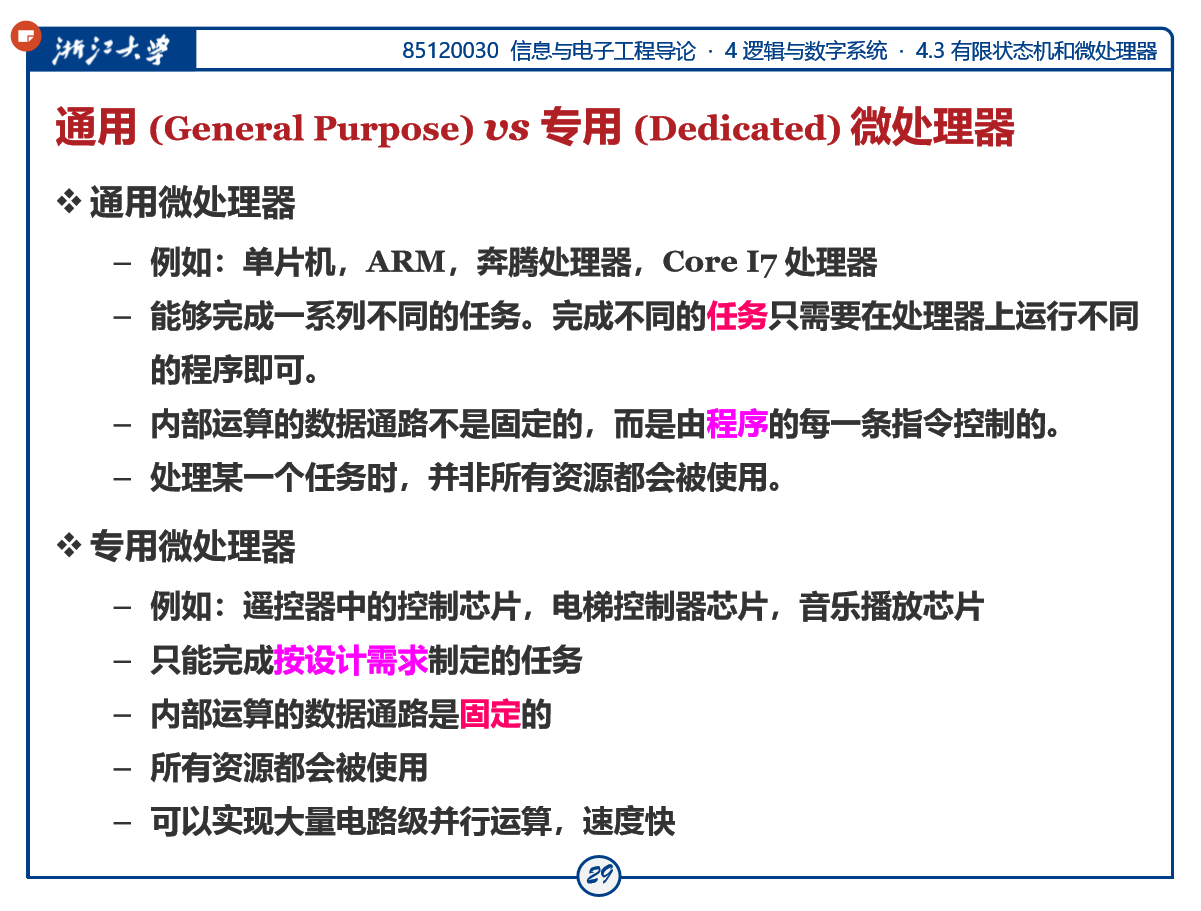 浙江大学
85120030 信息与电子工程导论 · 4 逻辑与数字系统 · 4.3 有限状态机和微处理器
通用 (General Purpose) vs 专用 (Dedicated) 微处理器
❖ 通用微处理器
– 例如：单片机，ARM，奔腾处理器，Core I7 处理器
– 能够完成一系列不同的任务。完成不同的任务只需要在处理器上运行不同
的程序即可。
– 内部运算的数据通路不是固定的，而是由程序的每一条指令控制的。
– 处理某一个任务时，并非所有资源都会被使用。
❖ 专用微处理器
– 例如：遥控器中的控制芯片，电梯控制器芯片，音乐播放芯片
– 只能完成按设计需求制定的任务
– 内部运算的数据通路是固定的
– 所有资源都会被使用
– 可以实现大量电路级并行运算，速度快
29